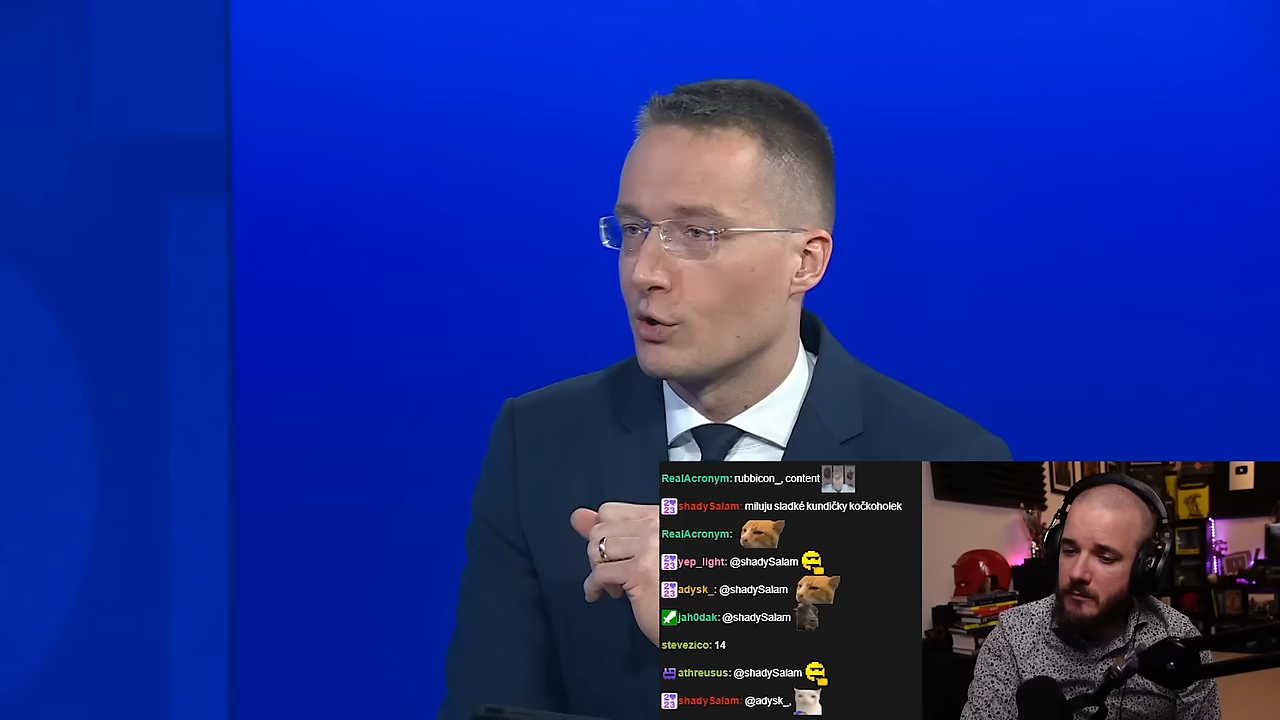 RealAcronym: rubbicon_, content
shadySalam: miluju sladké kundičky kočkoholek
RealAcronym:
yep_light: @shadySalam
adysk_: @shadySalam
jah0dak: @shadySalam
stevezico: 14
athreusus: @shadySalam
shadySalam: @adysk_,